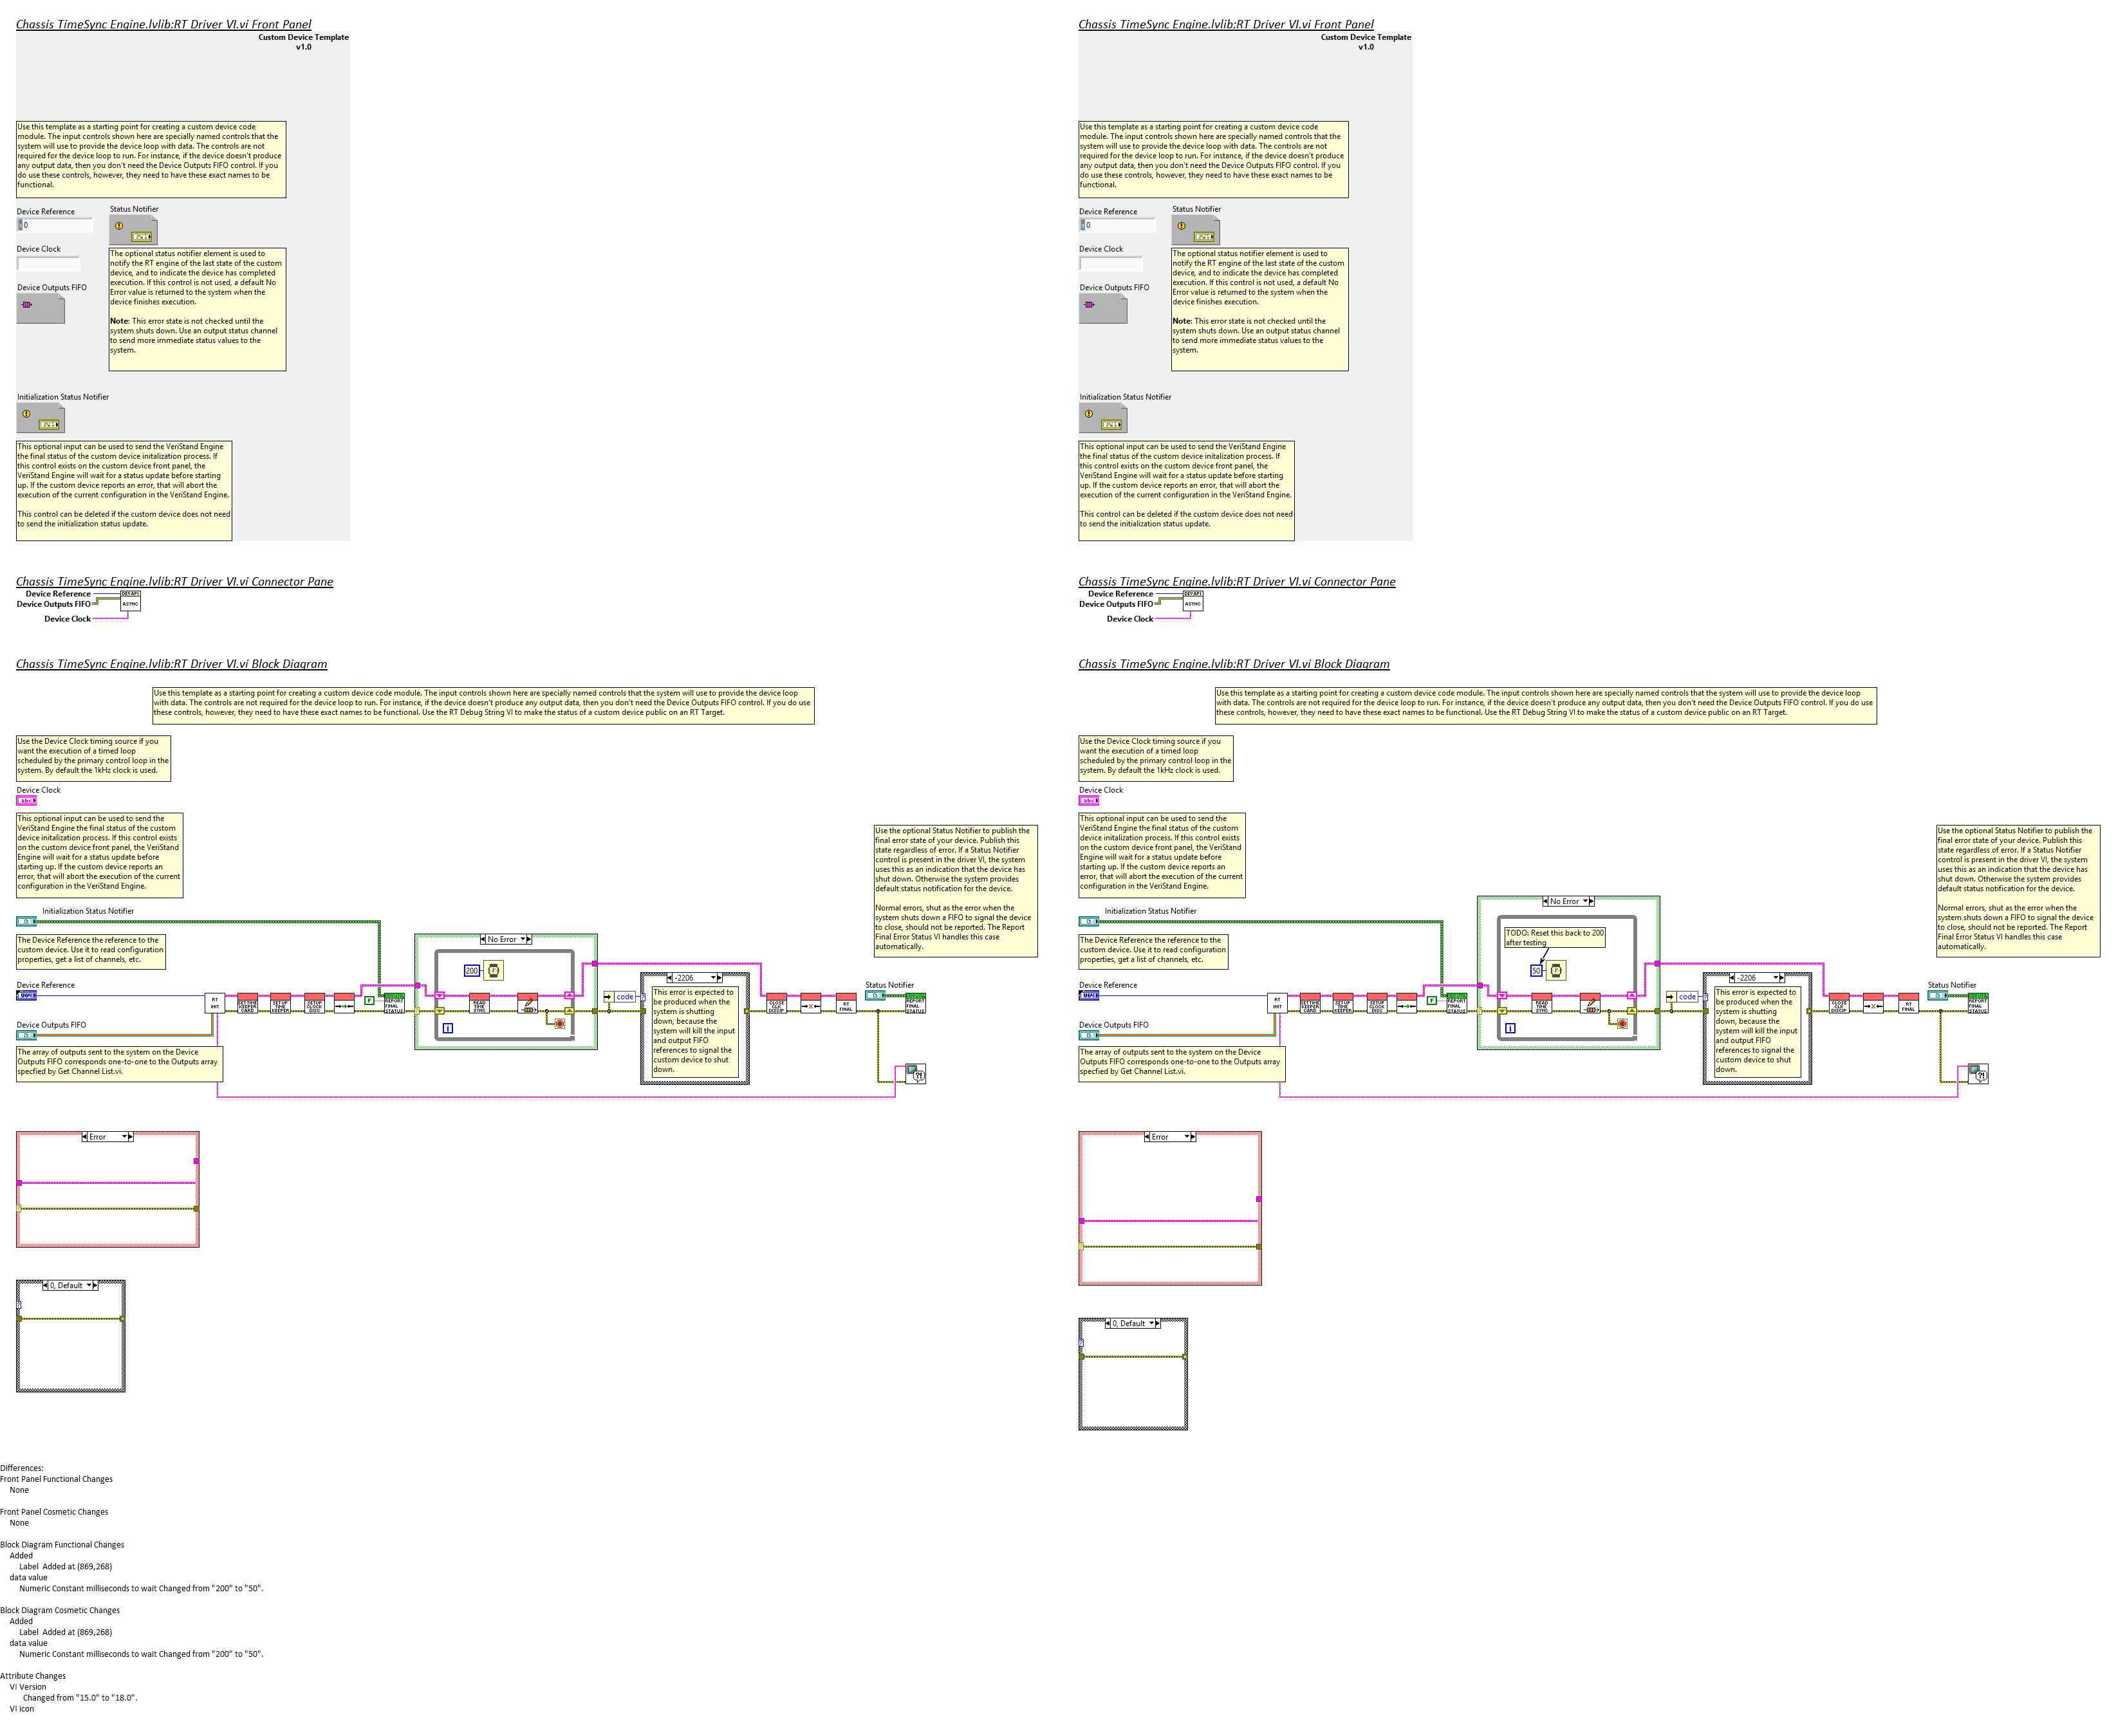 Chassis TimeSync Engine.lvlib:RT Driver VI.vi Front Panel
Custom Device Template
v1.0
Use this template as a starting point for creating a custom device code
module. The input controls shown here are specially named controls that the
system will use to provide the device loop with data. The controls are not
required for the device loop to run. For instance, if the device doesn't produce
any output data, then you don't need the Device Outputs FIFO control. If you
do use these controls, however, they need to have these exact names to be
functional.
Device Reference
0
Status Notifier
Device Clock
The optional status notifier element is used to
notify the RT engine of the last state of the custom
device, and to indicate the device has completed
execution. If this control is not used, a default No
Error value is returned to the system when the
device finishes execution.
Note: This error state is not checked until the
system shuts down. Use an output status channel
to send more immediate status values to the
system.
Device Outputs FIFO
Initialization Status Notifier
This optional input can be used to send the VeriStand Engine
the final status of the custom device initalization process. If
this control exists on the custom device front panel, the
VeriStand Engine will wait for a status update before starting
up. If the custom device reports an error, that will abort the
execution of the current configuration in the VeriStand Engine.
This control can be deleted if the custom device does not need
to send the initialization status update.
Chassis TimeSync Engine.lvlib:RT Driver VI.vi Connector Pane
Device Reference
Device Outputs FIFO
Device Clock
ASYNC
Chassis TimeSync Engine.lvlib:RT Driver VI.vi Block Diagram
Use this template as a starting point for creating a custom device code module. The input controls shown here are specially named controls that the system will use to provide the device loop
with data. The controls are not required for the device loop to run. For instance, if the device doesn't produce any output data, then you don't need the Device Outputs FIFO control. If you do use
these controls, however, they need to have these exact names to be functional. Use the RT Debug String VI to make the status of a custom device public on an RT Target.
Use the Device Clock timing source if you
want the execution of a timed loop
scheduled by the primary control loop in the
system. By default the 1kHz clock is used.
Device Clock
abc
This optional input can be used to send the
VeriStand Engine the final status of the custom
device initalization process. If this control exists
on the custom device front panel, the VeriStand
Engine will wait for a status update before
starting up. If the custom device reports an
error, that will abort the execution of the current
configuration in the VeriStand Engine.
Initialization Status Notifier
The Device Reference the reference to the
custom device. Use it to read configuration
properties, get a list of channels, etc.
Device Reference
Device Outputs FIFO
The array of outputs sent to the system on the Device
Outputs FIFO corresponds one-to-one to the Outputs array
specfied by Get Channel List.vi.
No Error
200
code
-2206
This error is expected to
be produced when the
system is shutting
down, because the
system will kill the input
and output FIFO
references to signal the
custom device to shut
down.
Use the optional Status Notifier to publish the
final error state of your device. Publish this
state regardless of error. If a Status Notifier
control is present in the driver VI, the system
uses this as an indication that the device has
shut down. Otherwise the system provides
default status notification for the device.
Normal errors, shut as the error when the
system shuts down a FIFO to signal the device
to close, should not be reported. The Report
Final Error Status VI handles this case
automatically.
Status Notifier
Error
0, Default
Chassis TimeSync Engine.lvlib:RT Driver VI.vi Front Panel
Custom Device Template
v1.0
Use this template as a starting point for creating a custom device code
module. The input controls shown here are specially named controls that the
system will use to provide the device loop with data. The controls are not
required for the device loop to run. For instance, if the device doesn't produce
any output data, then you don't need the Device Outputs FIFO control. If you
do use these controls, however, they need to have these exact names to be
functional.
Device Reference
0
Status Notifier
Device Clock
The optional status notifier element is used to
notify the RT engine of the last state of the custom
device, and to indicate the device has completed
execution. If this control is not used, a default No
Error value is returned to the system when the
device finishes execution.
Note: This error state is not checked until the
system shuts down. Use an output status channel
to send more immediate status values to the
system.
Device Outputs FIFO
Initialization Status Notifier
This optional input can be used to send the VeriStand Engine
the final status of the custom device initalization process. If
this control exists on the custom device front panel, the
VeriStand Engine will wait for a status update before starting
up. If the custom device reports an error, that will abort the
execution of the current configuration in the VeriStand Engine.
This control can be deleted if the custom device does not need
to send the initialization status update.
Chassis TimeSync Engine.lvlib:RT Driver VI.vi Connector Pane
Device Reference
Device Outputs FIFO
Device Clock
ASYNC
Chassis TimeSync Engine.lvlib:RT Driver VI.vi Block Diagram
Use this template as a starting point for creating a custom device code module. The input controls shown here are specially named controls that the system will use to provide the device loop
with data. The controls are not required for the device loop to run. For instance, if the device doesn't produce any output data, then you don't need the Device Outputs FIFO control. If you do use
these controls, however, they need to have these exact names to be functional. Use the RT Debug String VI to make the status of a custom device public on an RT Target.
Use the Device Clock timing source if you
want the execution of a timed loop
scheduled by the primary control loop in the
system. By default the 1kHz clock is used.
Device Clock
abc
This optional input can be used to send the
VeriStand Engine the final status of the custom
device initalization process. If this control exists
on the custom device front panel, the VeriStand
Engine will wait for a status update before
starting up. If the custom device reports an
error, that will abort the execution of the current
configuration in the VeriStand Engine.
Initialization Status Notifier
The Device Reference the reference to the
custom device. Use it to read configuration
properties, get a list of channels, etc.
Device Reference
Device Outputs FIFO
The array of outputs sent to the system on the Device
Outputs FIFO corresponds one-to-one to the Outputs array
specfied by Get Channel List.vi.
No Error
TODO: Reset this back to 200
after testing
50
code
-2206
This error is expected to
be produced when the
system is shutting
down, because the
system will kill the input
and output FIFO
references to signal the
custom device to shut
down.
Use the optional Status Notifier to publish the
final error state of your device. Publish this
state regardless of error. If a Status Notifier
control is present in the driver VI, the system
uses this as an indication that the device has
shut down. Otherwise the system provides
default status notification for the device.
Normal errors, shut as the error when the
system shuts down a FIFO to signal the device
to close, should not be reported. The Report
Final Error Status VI handles this case
automatically.
Status Notifier
Error
0, Default
Differences:
Front Panel Functional Changes
None
Front Panel Cosmetic Changes
None
Block Diagram Functional Changes
Added
Label  Added at (869,268)
data value
Numeric Constant milliseconds to wait Changed from "200" to "50".
Block Diagram Cosmetic Changes
Added
Label  Added at (869,268)
data value
Numeric Constant milliseconds to wait Changed from "200" to "50".
Attribute Changes
VI Version
Changed from "15.0" to "18.0".
VI icon